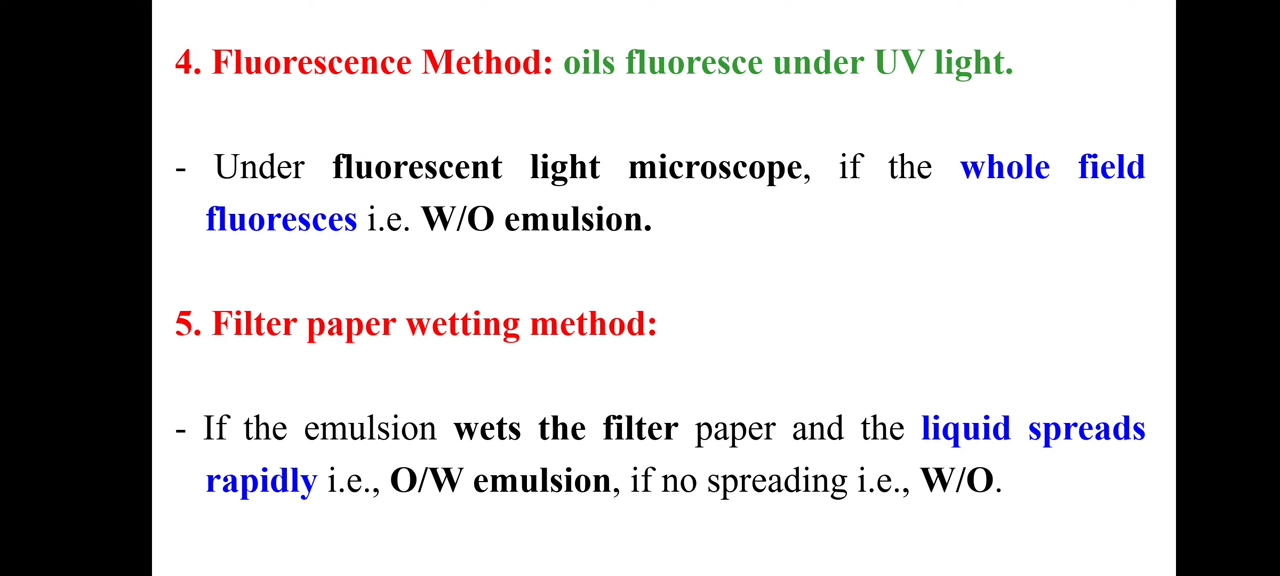 4. Fluorescence Method: oils fluoresce under UV light.
- Under fluorescent light microscope, if the whole field
fluoresces i.e. W/O emulsion.
5. Filter paper wetting method:
- If the emulsion wets the filter paper and the liquid spreads
rapidly i.e., O/W emulsion, if no spreading i.e., W/O.